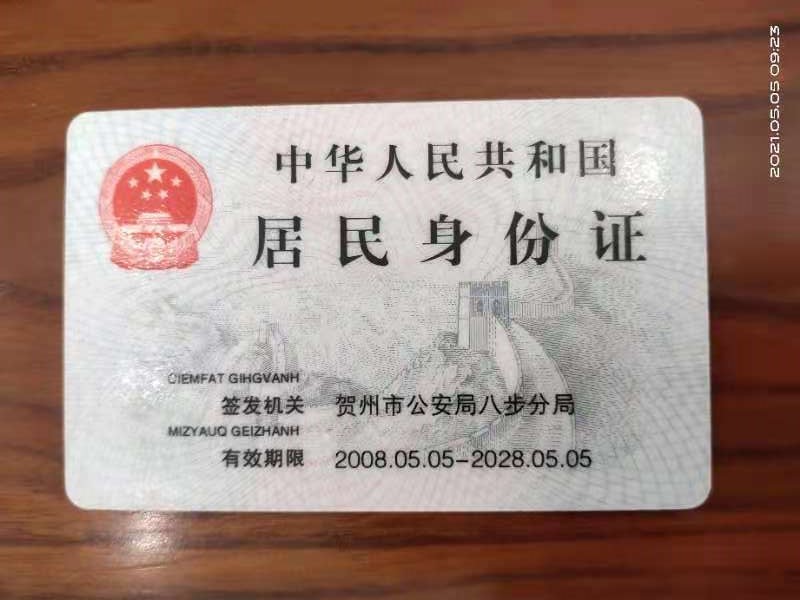 中华人民共和国
居民身份证
CIEMFAT GIHGVANH
签发机关 贺州市公安局八步分局
MIZYAUQ GEIZHANH
有效期限 2008.05.05-2028.05.05
2021.05.05 09:23